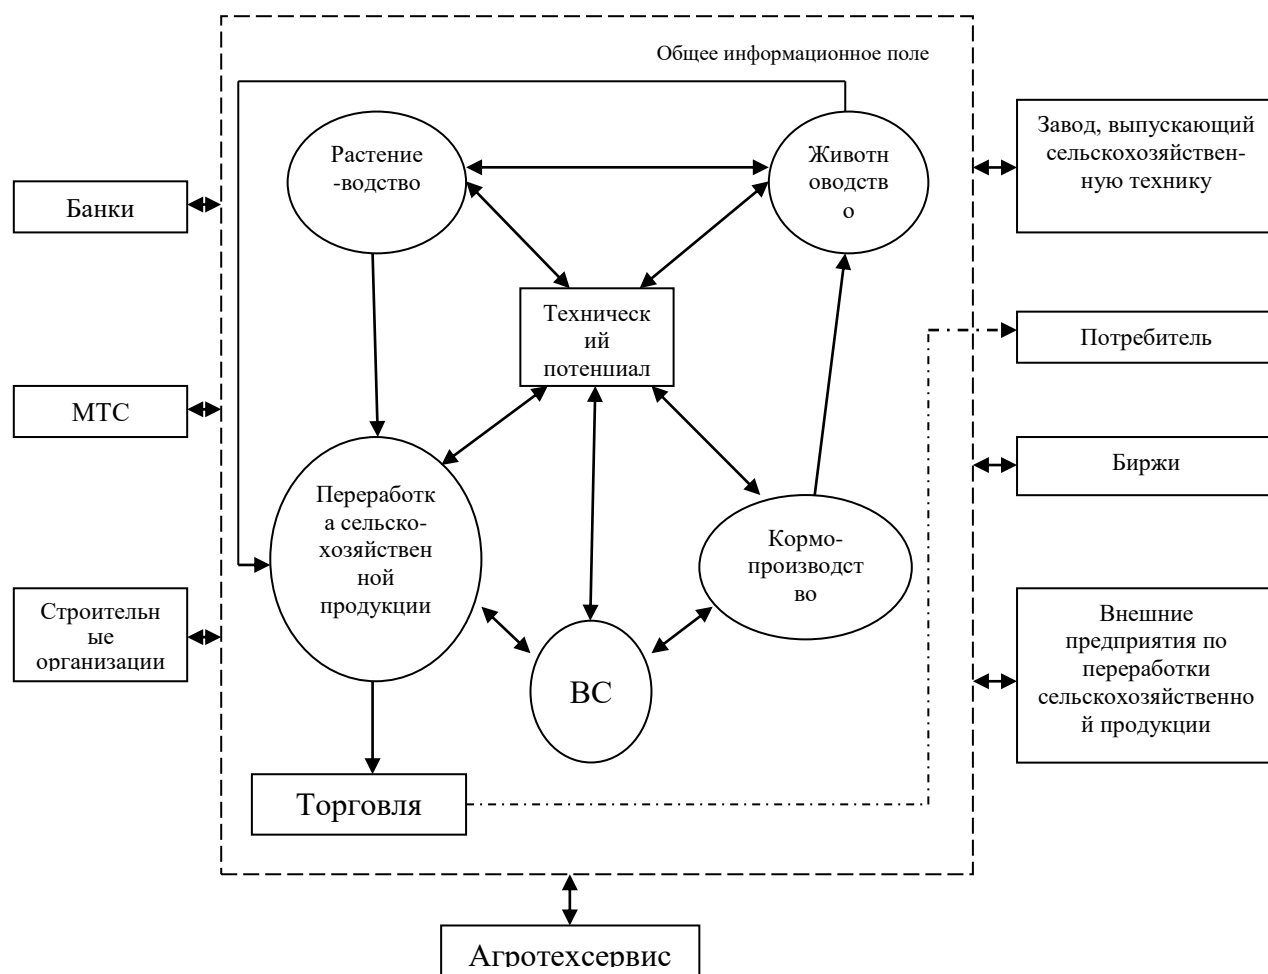 Общее информационное поле
Растение
-водство
Животн
оводств
о
Завод, выпускающий
сельскохозяйствен-
ную технику
Банки
Техническ
ий
потенциал
Потребитель
МТС
Биржи
Переработк
а сельско-
хозяйствен
ной
продукции
Кормо-
производст
во
Строительн
ые
организации
Внешние
предприятия по
переработки
сельскохозяйственно
й продукции
ВС
Торговля
Агротехсервис